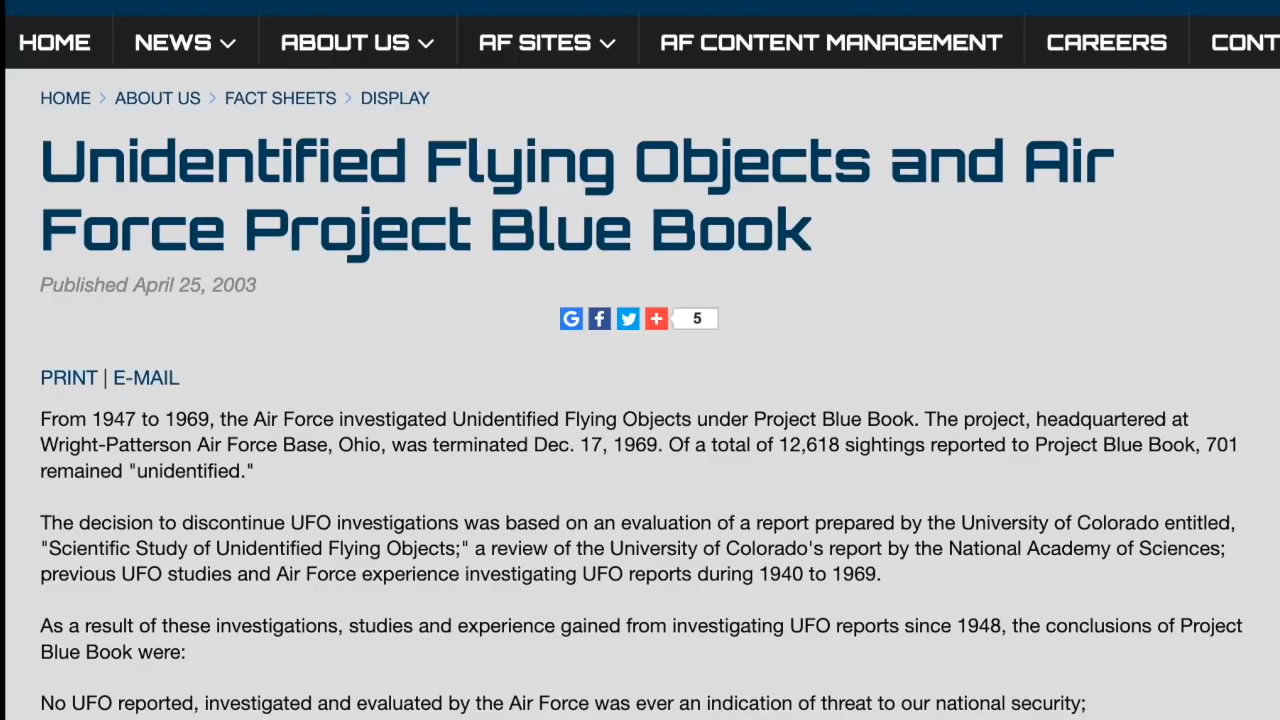 HOME NEWS ABOUT US AF SITES AF CONTENT MANAGEMENT CAREERS CONT
HOME > ABOUT US > FACT SHEETS > DISPLAY
Unidentified Flying Objects and Air
Force Project Blue Book
Published April 25, 2003
G f + 5
PRINT | E-MAIL
From 1947 to 1969, the Air Force investigated Unidentified Flying Objects under Project Blue Book. The project, headquartered at
Wright-Patterson Air Force Base, Ohio, was terminated Dec. 17, 1969. Of a total of 12,618 sightings reported to Project Blue Book, 701
remained "unidentified."
The decision to discontinue UFO investigations was based on an evaluation of a report prepared by the University of Colorado entitled,
"Scientific Study of Unidentified Flying Objects;" a review of the University of Colorado's report by the National Academy of Sciences;
previous UFO studies and Air Force experience investigating UFO reports during 1940 to 1969.
As a result of these investigations, studies and experience gained from investigating UFO reports since 1948, the conclusions of Project
Blue Book were:
No UFO reported, investigated and evaluated by the Air Force was ever an indication of threat to our national security;